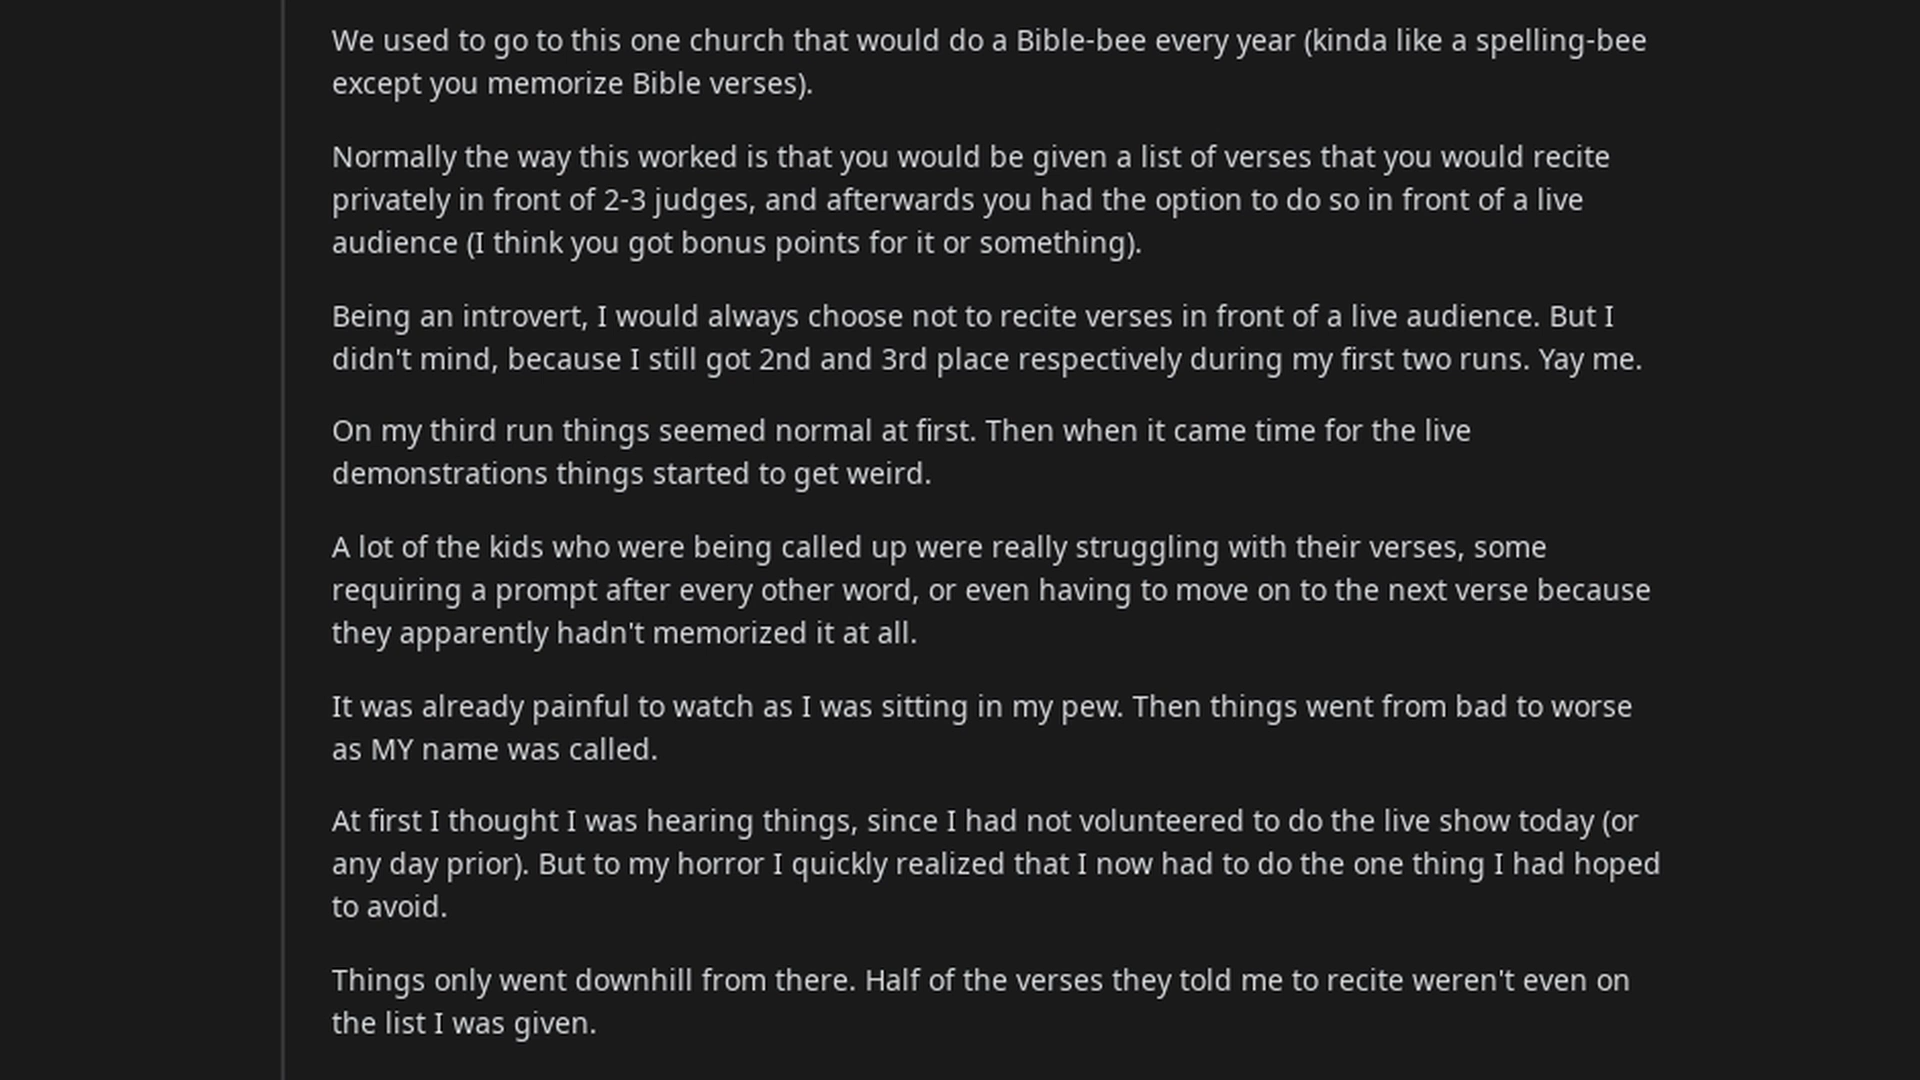 We used to go to this one church that would do a Bible-bee every year (kinda like a spelling-bee
except you memorize Bible verses).
Normally the way this worked is that you would be given a list of verses that you would recite
privately in front of 2-3 judges, and afterwards you had the option to do so in front of a live
audience (I think you got bonus points for it or something).
Being an introvert, I would always choose not to recite verses in front of a live audience. But I
didn't mind, because I still got 2nd and 3rd place respectively during my first two runs. Yay me.
On my third run things seemed normal at first. Then when it came time for the live
demonstrations things started to get weird.
A lot of the kids who were being called up were really struggling with their verses, some
requiring a prompt after every other word, or even having to move on to the next verse because
they apparently hadn't memorized it at all.
It was already painful to watch as I was sitting in my pew. Then things went from bad to worse
as MY name was called.
At first I thought I was hearing things, since I had not volunteered to do the live show today (or
any day prior). But to my horror I quickly realized that I now had to do the one thing I had hoped
to avoid.
Things only went downhill from there. Half of the verses they told me to recite weren't even on
the list I was given.